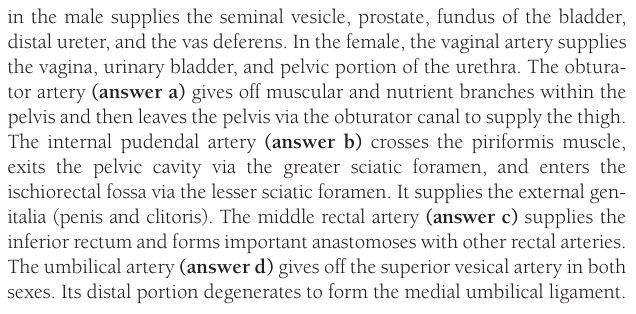 in the male supplies the seminal vesicle, prostate, fundus of the bladder,
distal ureter, and the vas deferens. In the female, the vaginal artery supplies
the vagina, urinary bladder, and pelvic portion of the urethra. The obtura-
tor artery (answer a) gives off muscular and nutrient branches within the
pelvis and then leaves the pelvis via the obturator canal to supply the thigh.
The internal pudendal artery (answer b) crosses the piriformis muscle,
exits the pelvic cavity via the greater sciatic foramen, and enters the
ischiorectal fossa via the lesser sciatic foramen. It supplies the external gen-
italia (penis and clitoris). The middle rectal artery (answer c) supplies the
inferior rectum and forms important anastomoses with other rectal arteries.
The umbilical artery (answer d) gives off the superior vesical artery in both
sexes. Its distal portion degenerates to form the medial umbilical ligament.